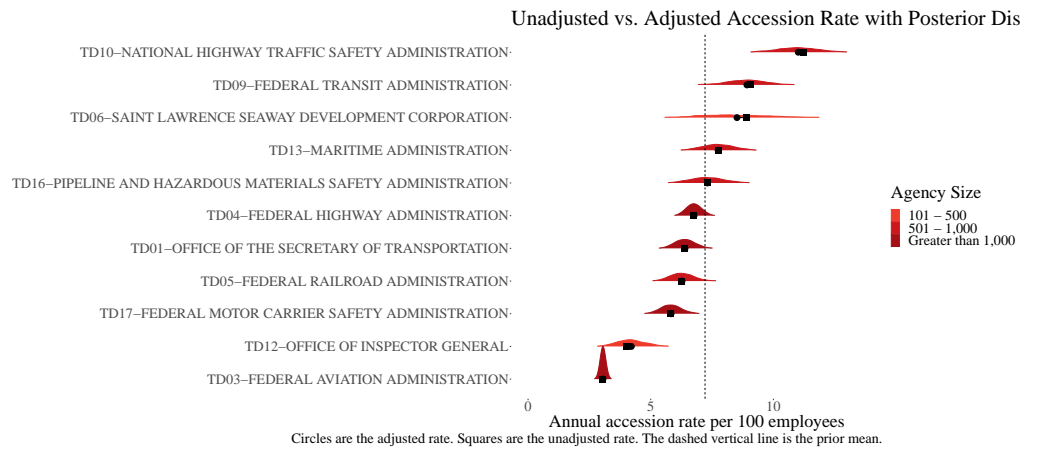 Unadjusted vs. Adjusted Accession Rate with Posterior Dis
TD10–NATIONAL HIGHWAY TRAFFIC SAFETY ADMINISTRATION
TD09–FEDERAL TRANSIT ADMINISTRATION
TD06–SAINT LAWRENCE SEAWAY DEVELOPMENT CORPORATION
TD13–MARITIME ADMINISTRATION
TD16–PIPELINE AND HAZARDOUS MATERIALS SAFETY ADMINISTRATION
TD04–FEDERAL HIGHWAY ADMINISTRATION
TD01–OFFICE OF THE SECRETARY OF TRANSPORTATION
TD05–FEDERAL RAILROAD ADMINISTRATION
TD17–FEDERAL MOTOR CARRIER SAFETY ADMINISTRATION
TD12–OFFICE OF INSPECTOR GENERAL
TD03–FEDERAL AVIATION ADMINISTRATION
0 5 10
Annual accession rate per 100 employees
Circles are the adjusted rate. Squares are the unadjusted rate. The dashed vertical line is the prior mean.
Agency Size
101 – 500
501 – 1,000
Greater than 1,000